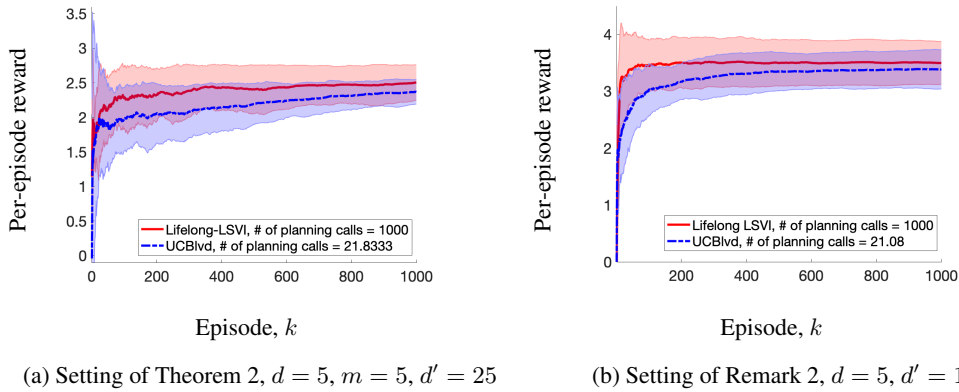 3.5
3
2.5
2
1.5
1
0.5
0
Per-episode reward
Lifelong-LSVI, # of planning calls = 1000
UCBlvd, # of planning calls = 21.8333
0 200 400 600 800 1000
Episode, k
(a) Setting of Theorem 2, d = 5, m = 5, d′ = 25
4
3
2
1
0
Per-episode reward
Lifelong LSVI, # of planning calls = 1000
UCBlvd, # of planning calls = 21.08
200 400 600 800 1000
Episode, k
(b) Setting of Remark 2, d = 5, d′ = 1